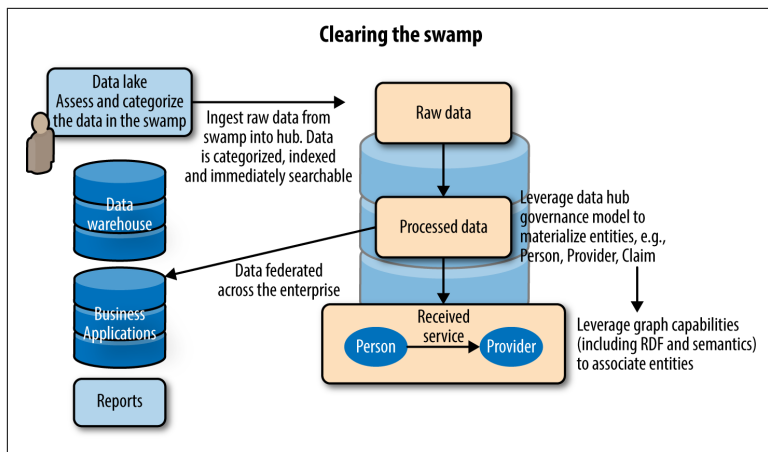 Clearing the swamp
Data lake
Assess and categorize
the data in the swamp
Ingest raw data from
swamp into hub. Data
is categorized, indexed
and immediately searchable
Raw data
Data
warehouse
Processed data
Leverage data hub
governance model to
materialize entities, e.g.,
Person, Provider, Claim
Data federated
across the enterprise
Business
Applications
Received
service
Person
Provider
Leverage graph capabilities
(including RDF and semantics)
to associate entities
Reports